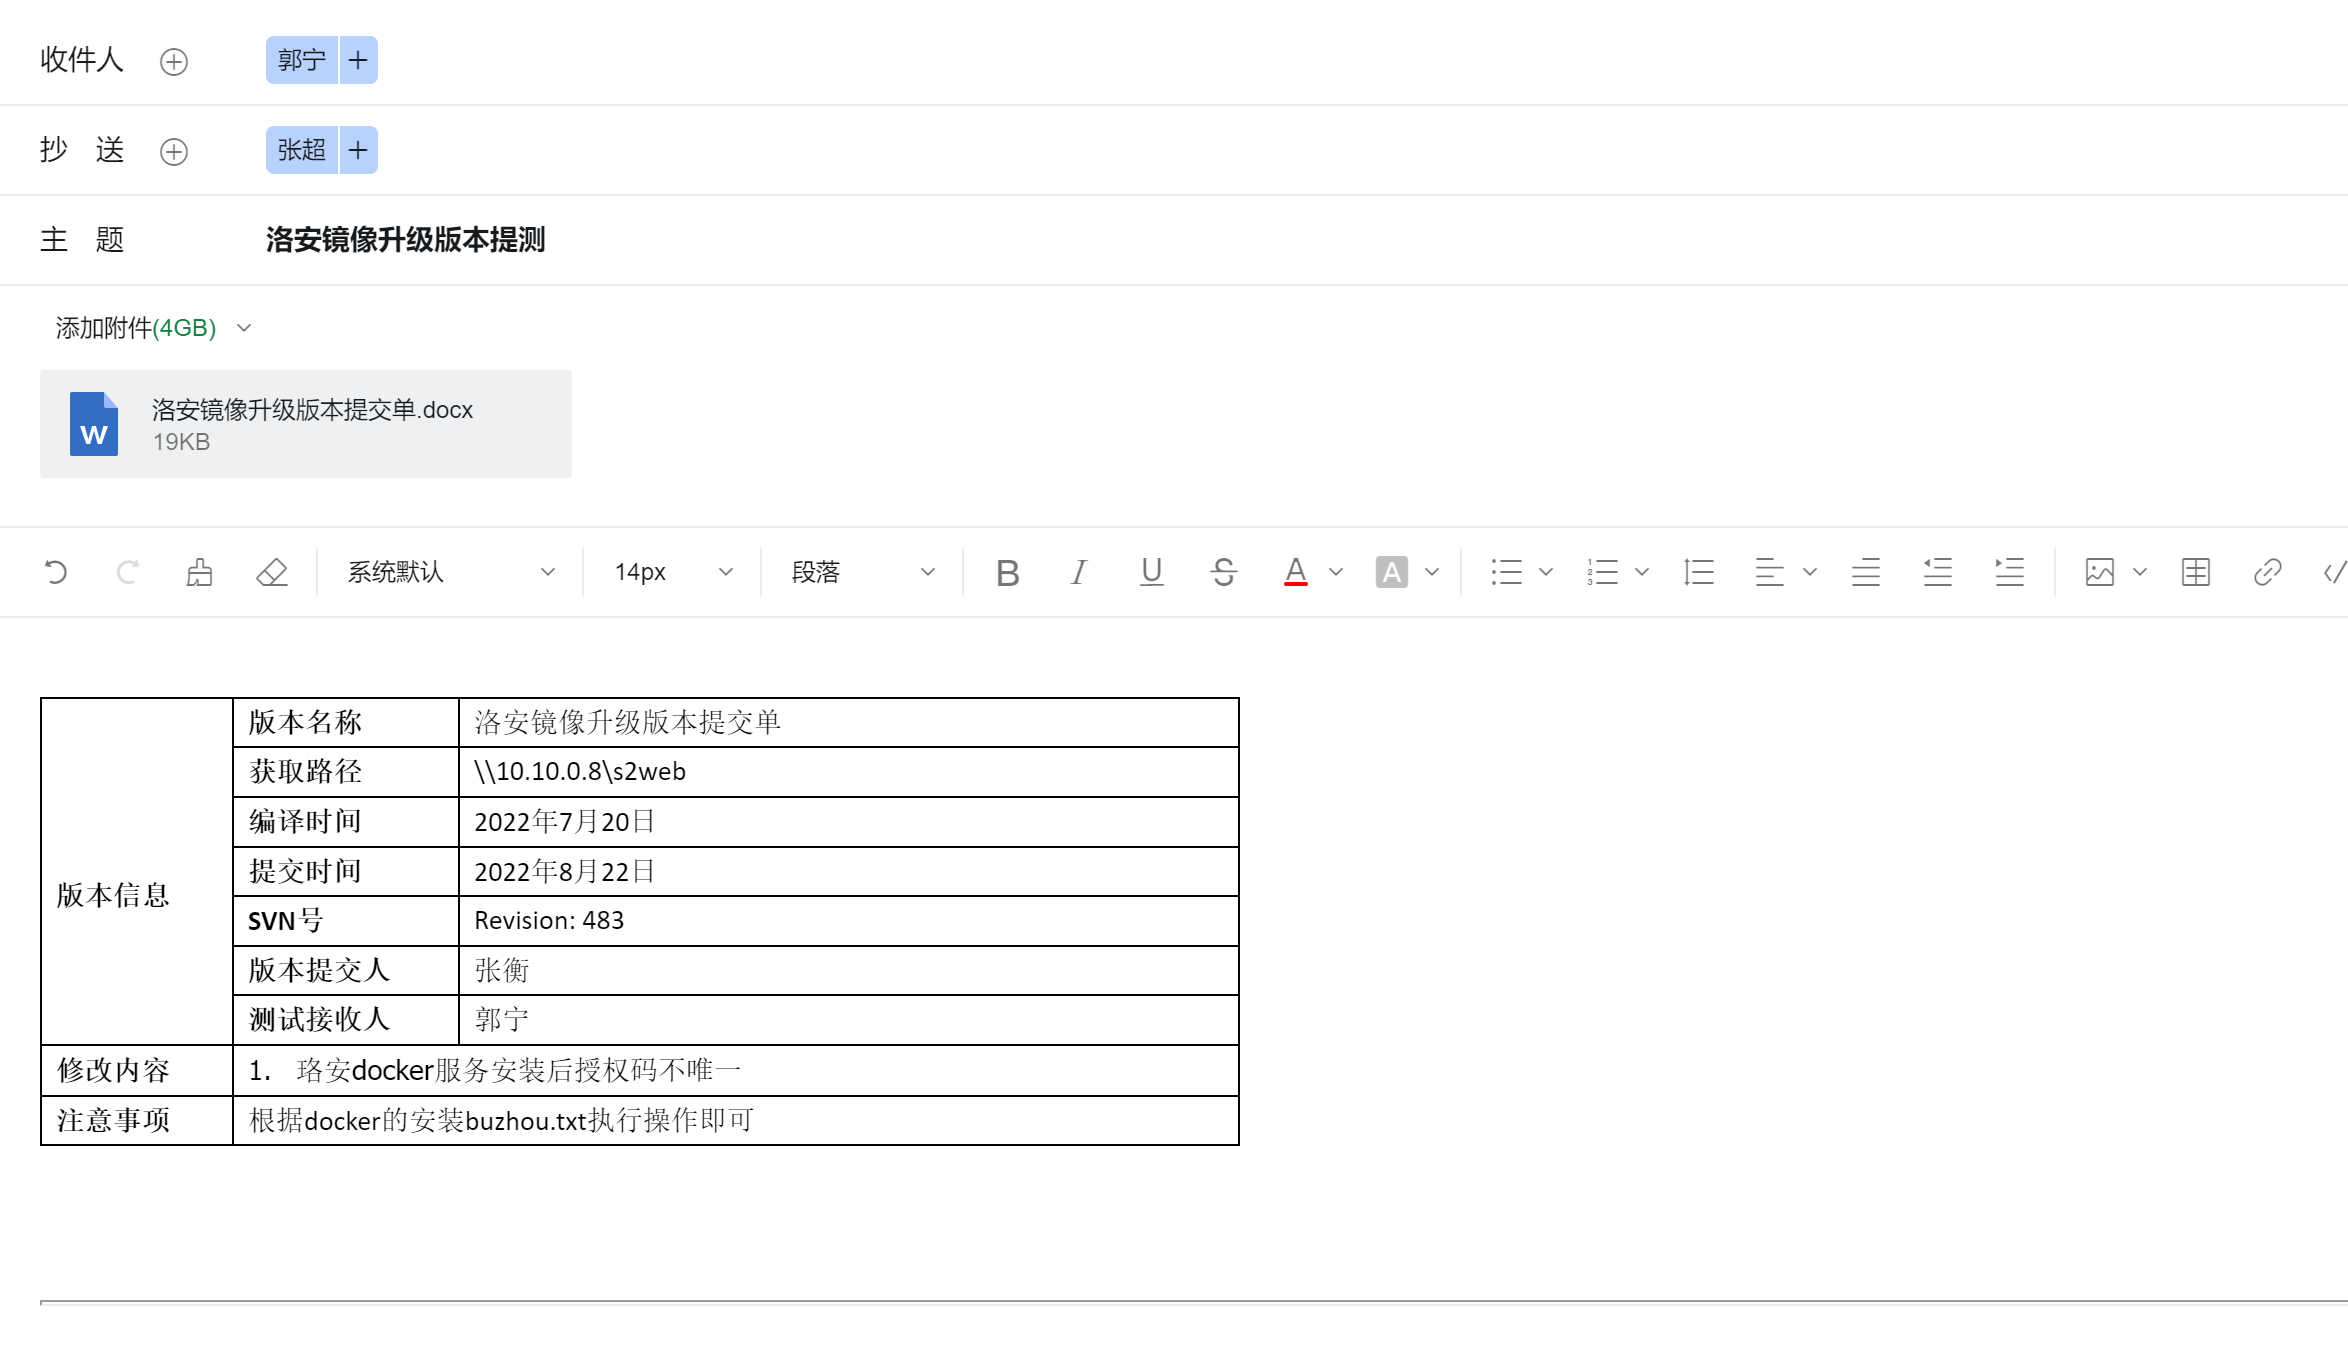 收件人 郭宁 +
抄 送 张超 +
主 题 洛安镜像升级版本提测
添加附件(4GB)
W 洛安镜像升级版本提交单.docx
19KB
系统默认 14px 段落 B I U S A A
版本信息
版本名称 洛安镜像升级版本提交单
获取路径 \\10.10.0.8\s2web
编译时间 2022年7月20日
提交时间 2022年8月22日
SVN号 Revision: 483
版本提交人 张衡
测试接收人 郭宁
修改内容 1. 珞安docker服务安装后授权码不唯一
注意事项 根据docker的安装buzhou.txt执行操作即可